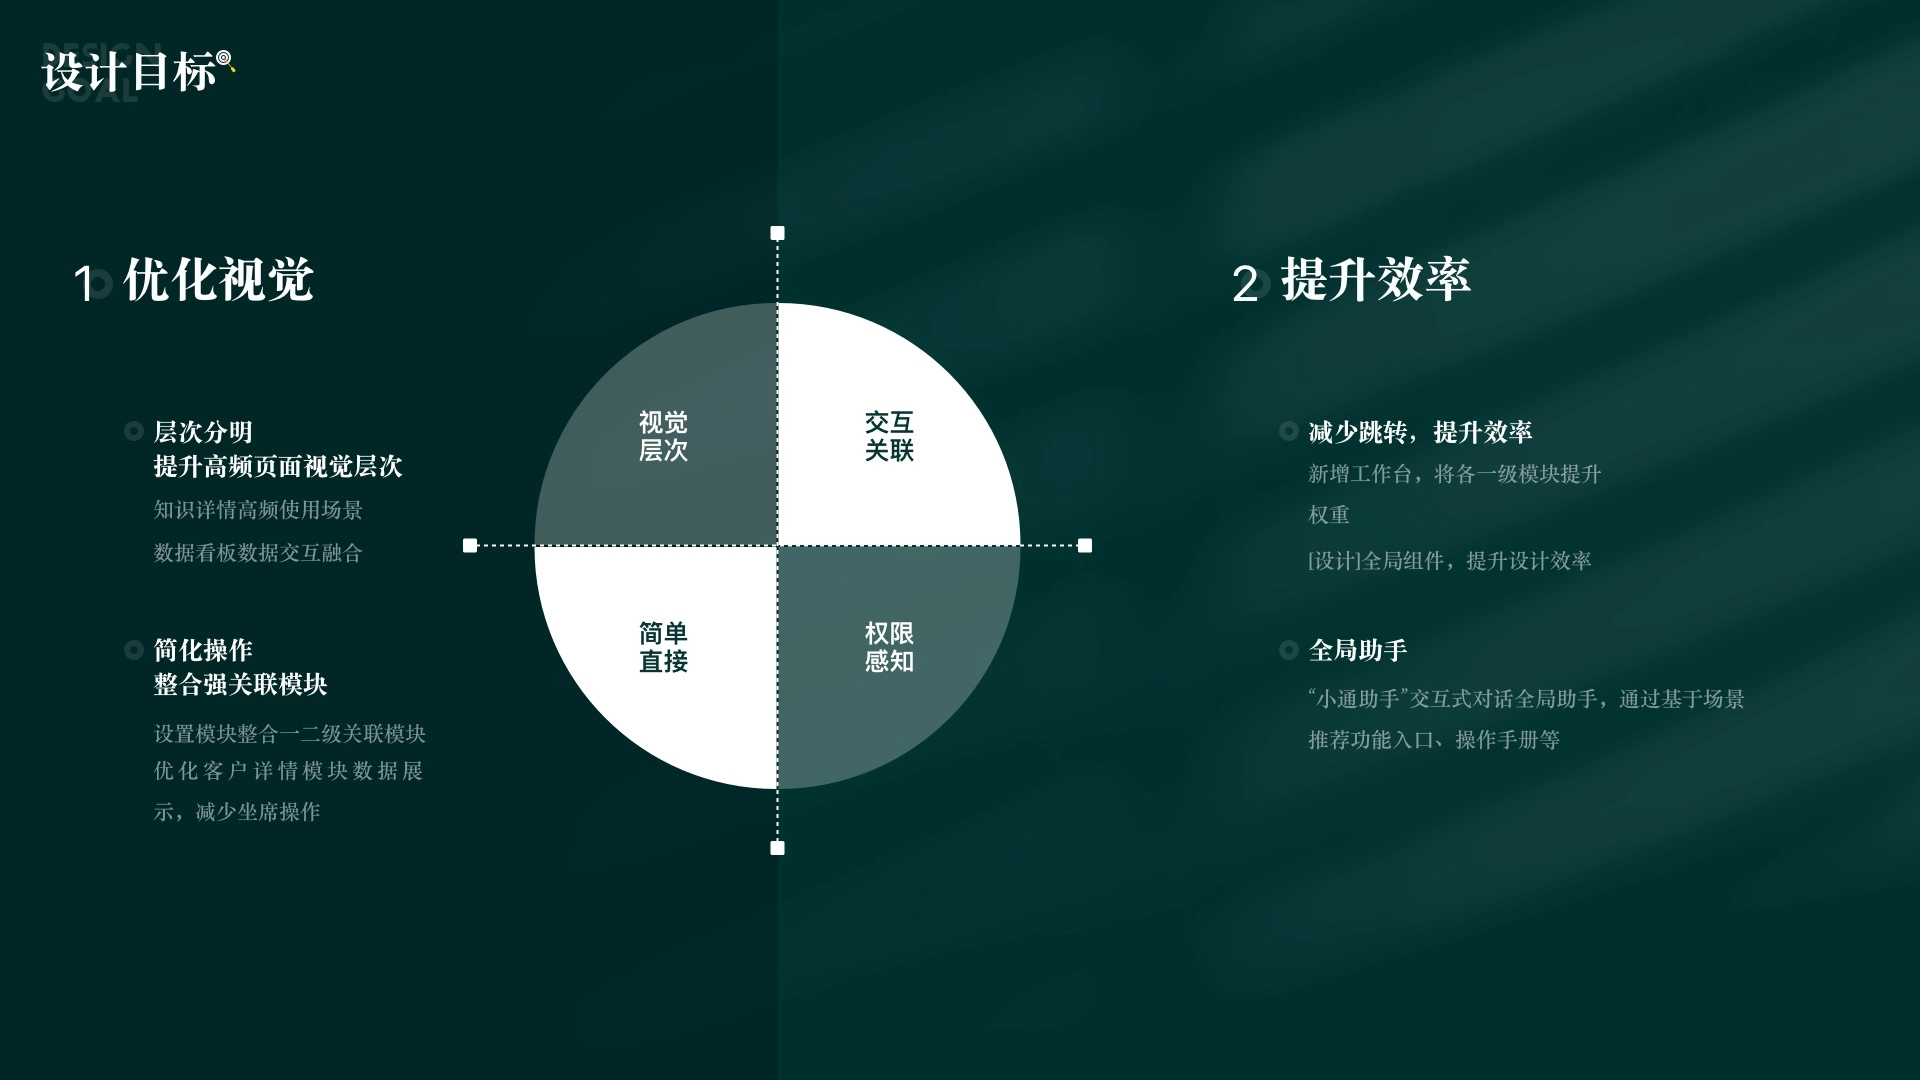 DESIGN
GOAL
设计目标
1 优化视觉
层次分明
提升高频页面视觉层次
知识详情高频使用场景
数据看板数据交互融合
简化操作
整合强关联模块
设置模块整合一二级关联模块
优化客户详情模块数据展
示，减少坐席操作
视觉
层次
交互
关联
简单
直接
权限
感知
2 提升效率
减少跳转，提升效率
新增工作台，将各一级模块提升
权重
[设计]全局组件，提升设计效率
全局助手
“小通助手”交互式对话全局助手，通过基于场景
推荐功能入口、操作手册等